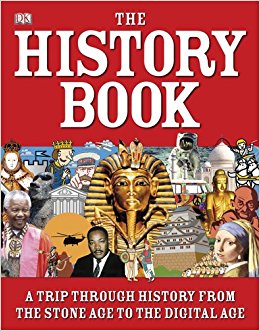 DK
THE
HISTORY
BOOK
A TRIP THROUGH HISTORY FROM
THE STONE AGE TO THE DIGITAL AGE